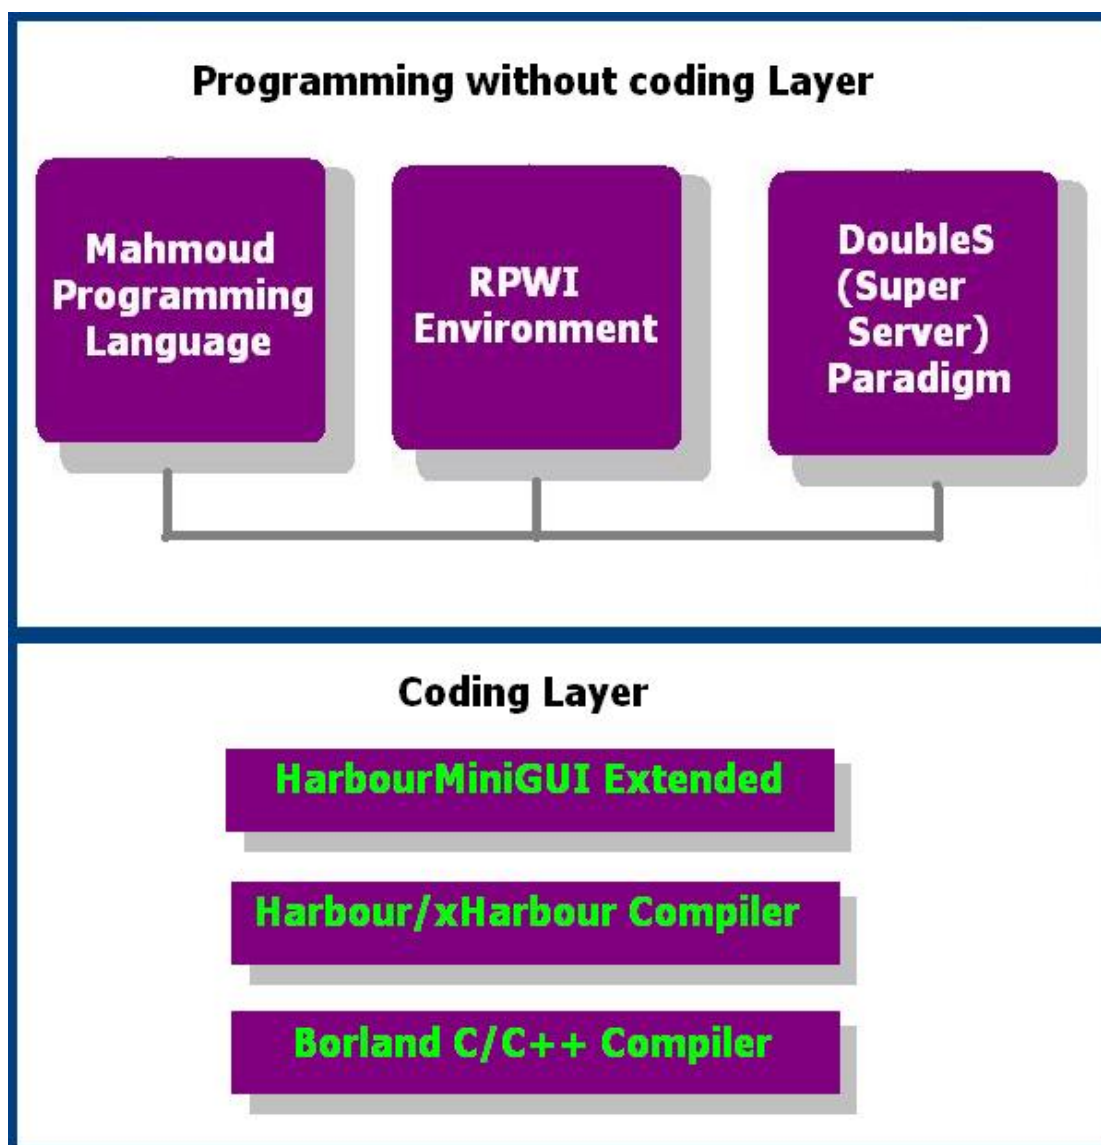 Programming without coding Layer
Mahmoud
Programming
Language
RPWI
Environment
DoubleS
(Super
Server)
Paradigm
Coding Layer
HarbourMiniGUI Extended
Harbour/xHarbour Compiler
Borland C/C++ Compiler